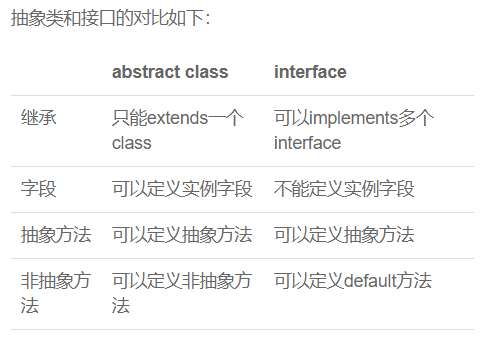 抽象类和接口的对比如下：
abstract class interface
继承 只能extends一个class 可以implements多个interface
字段 可以定义实例字段 不能定义实例字段
抽象方法 可以定义抽象方法 可以定义抽象方法
非抽象方法 可以定义非抽象方法 可以定义default方法